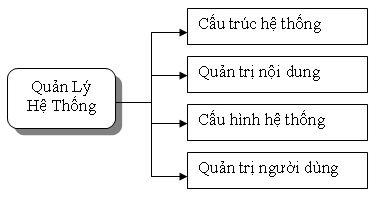 Quản Lý
Hệ Thống
Cấu trúc hệ thống
Quản trị nội dung
Cấu hình hệ thống
Quản trị người dùng